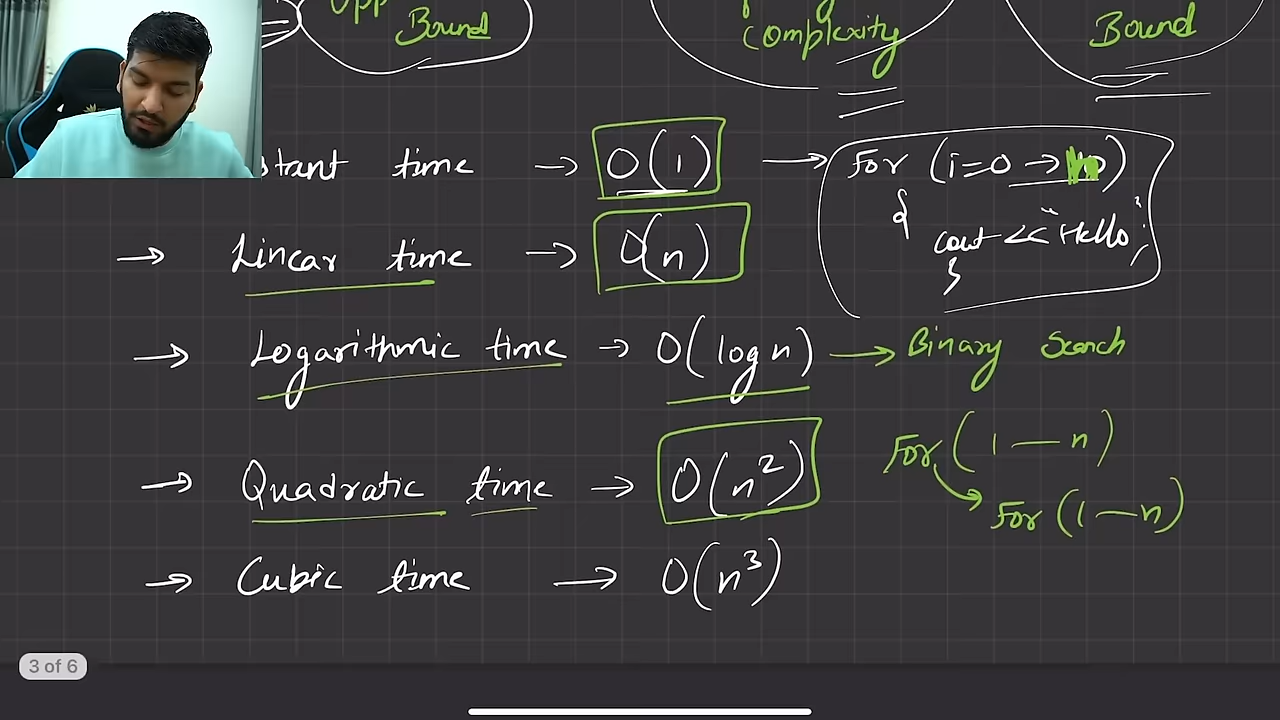 Upp
Bound
complexity
Bound
stant time → O(1) → For (i=0 → n)
{
cout << "Hello";
}
→ Linear time → O(n)
→ Logarithmic time → O(log n) → Binary Search
→ Quadratic time → O(n²)
For (1 — n)
For (1 — n)
→ Cubic time → O(n³)
3 of 6